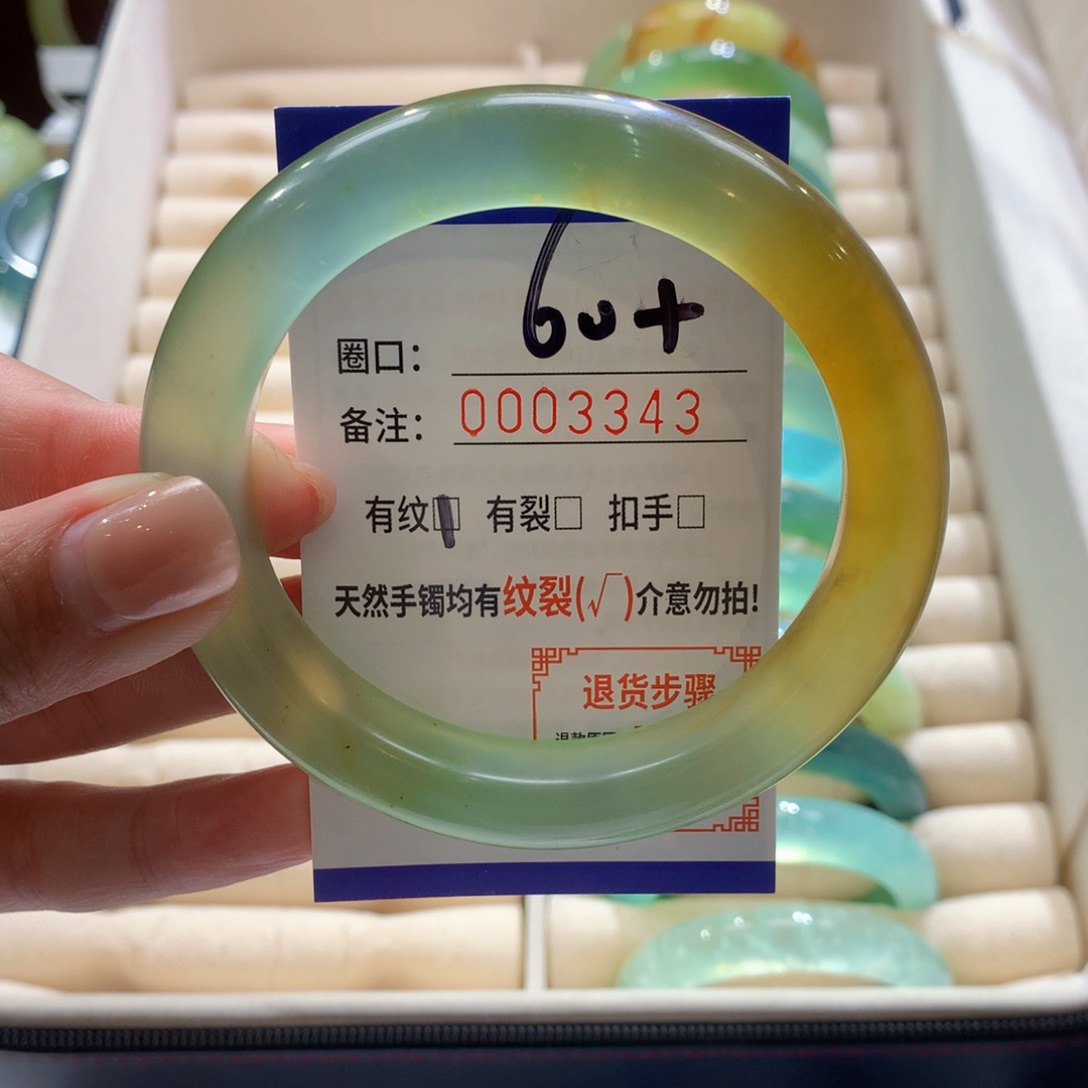 圈口： 60+
备注： 0003343
有纹□ 有裂□ 扣手□
天然手镯均有纹裂(√)介意勿拍!
退货步骤